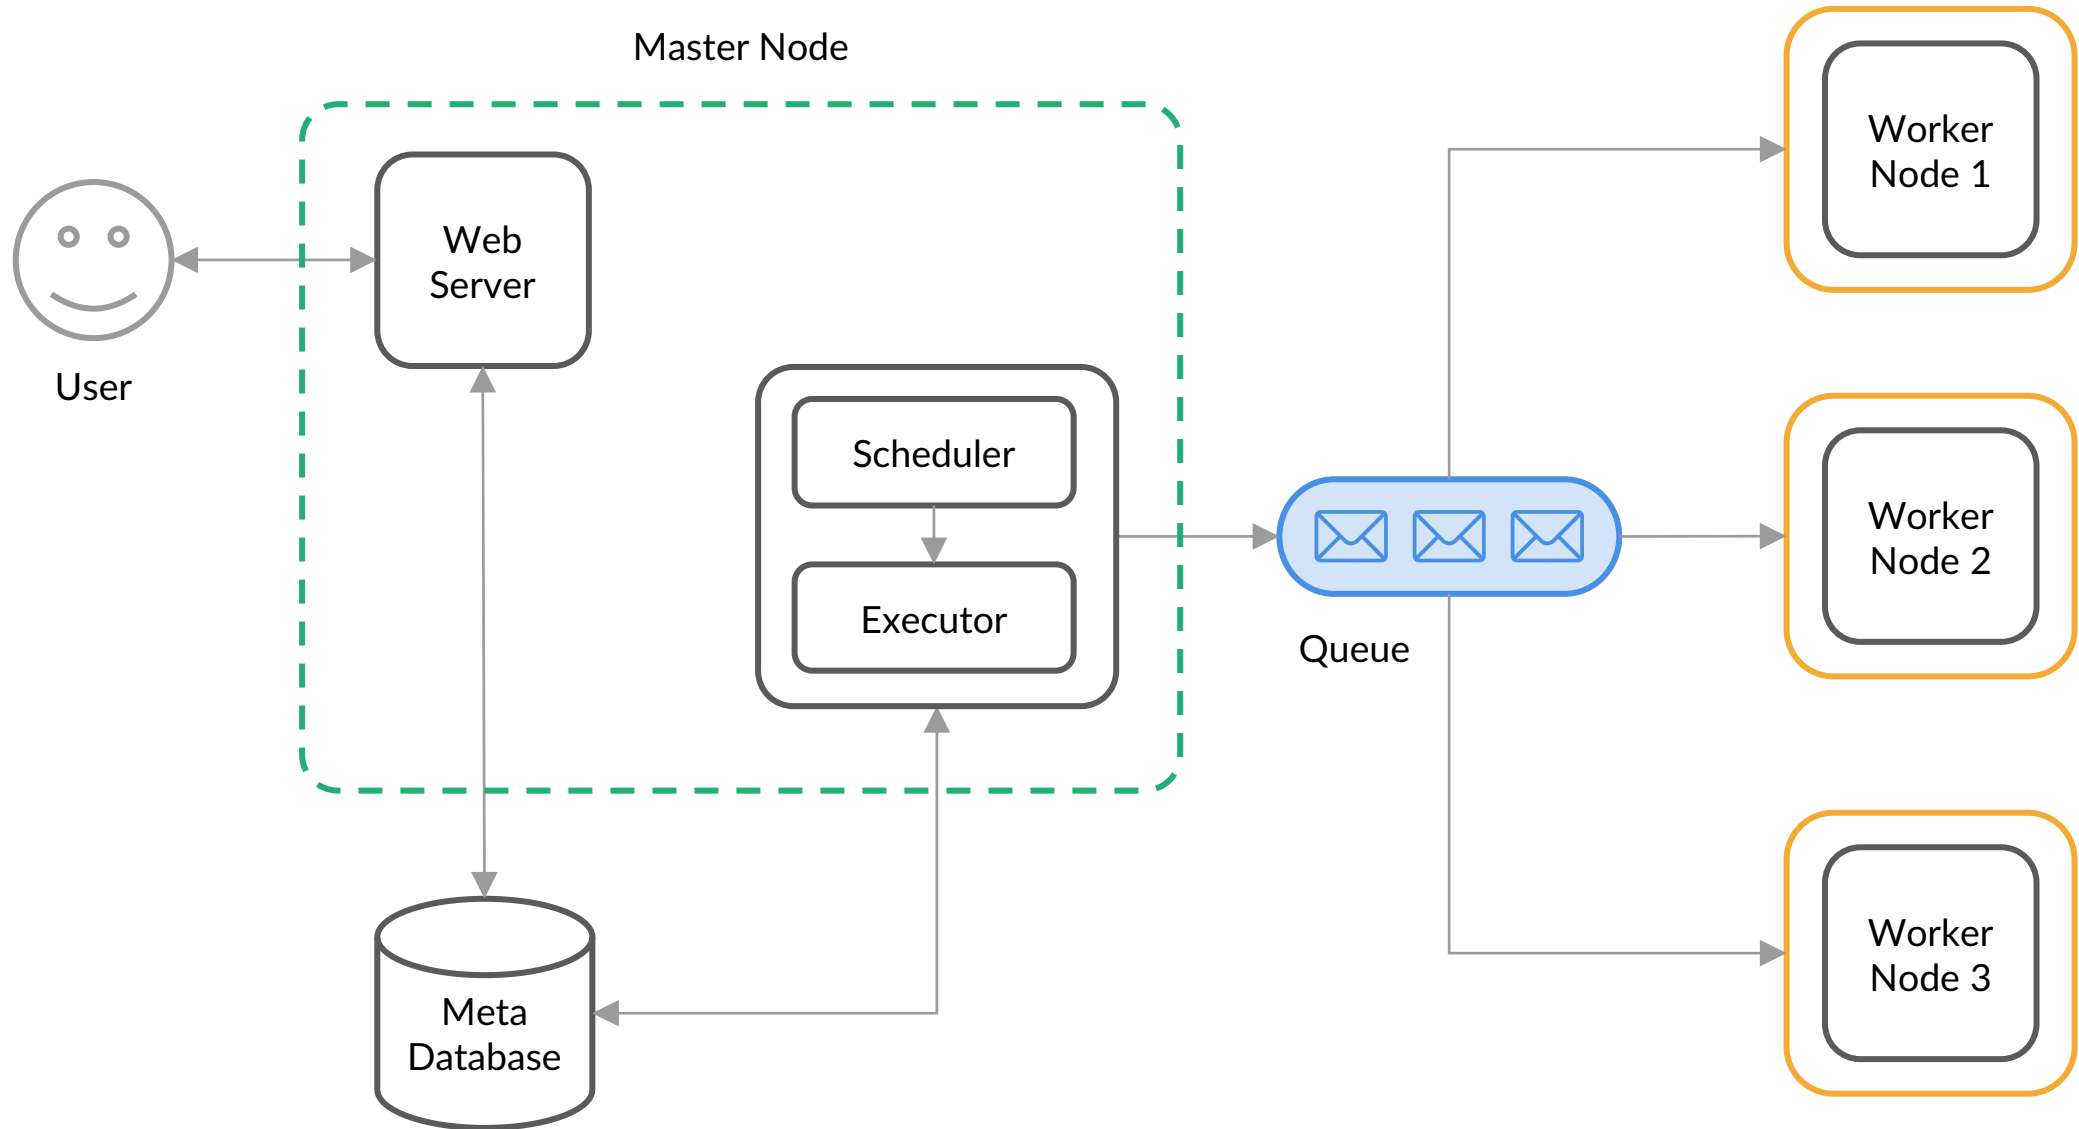 Master Node
Web
Server
User
Scheduler
Executor
Queue
Meta
Database
Worker
Node 1
Worker
Node 2
Worker
Node 3